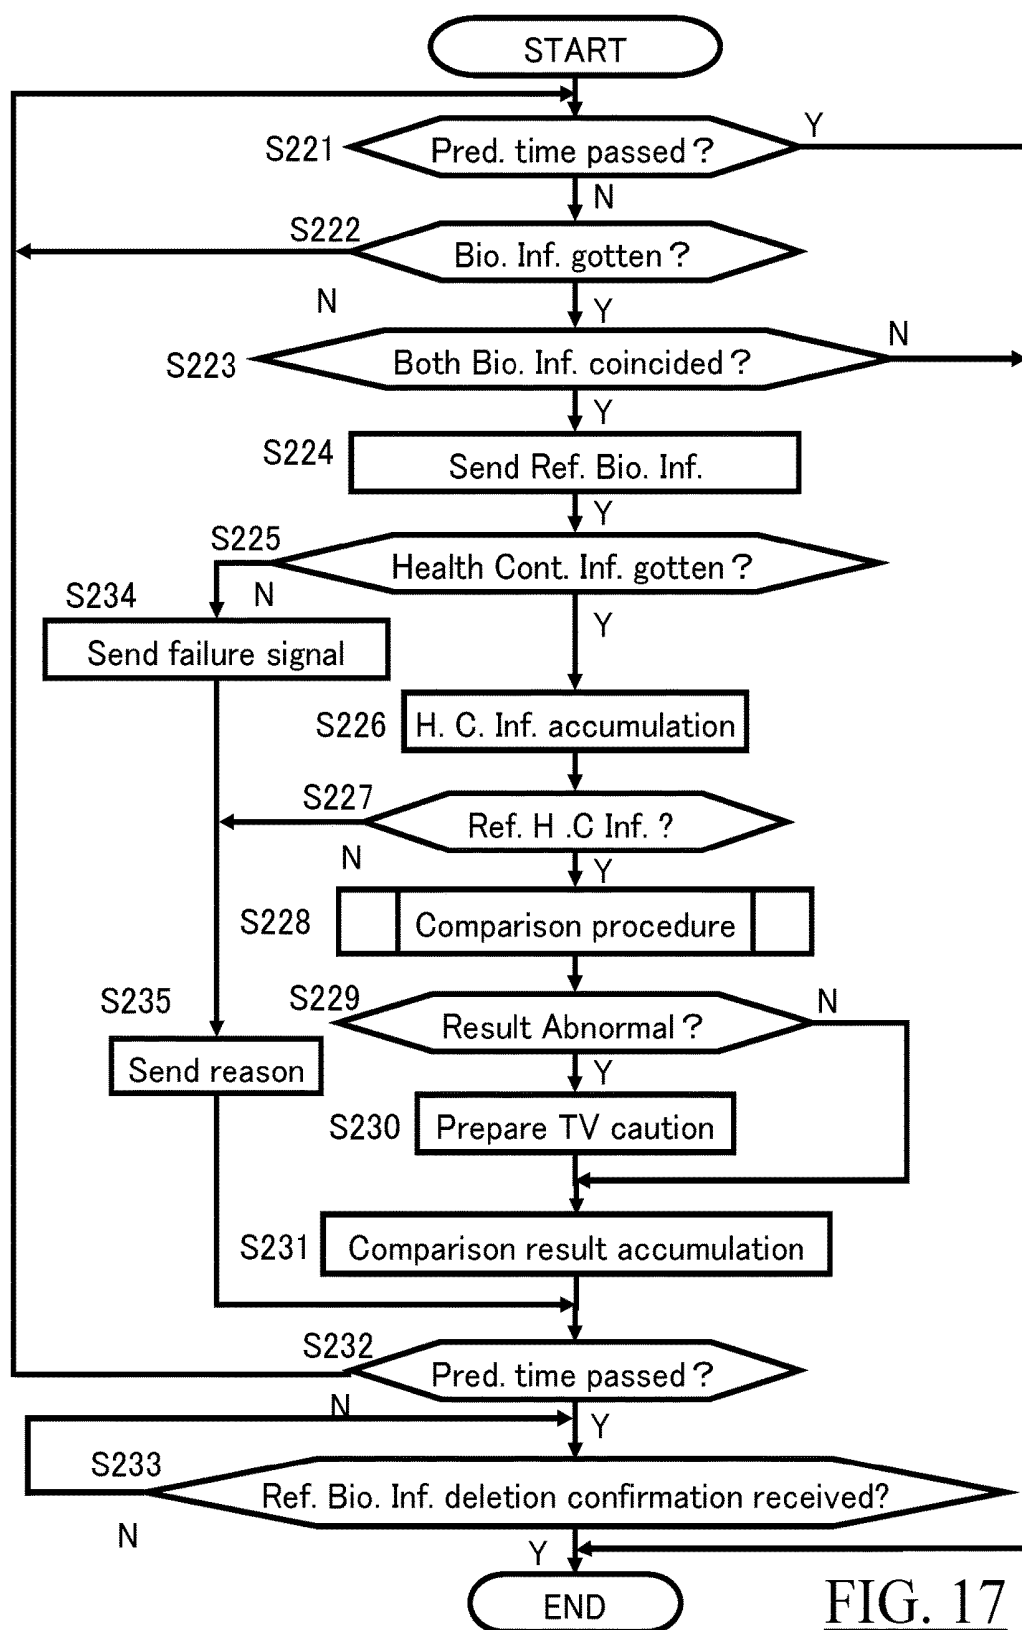 START
S221
Pred. time passed?
Y
N
S222
Bio. Inf. gotten?
N
Y
S223
Both Bio. Inf. coincided?
N
Y
S224
Send Ref. Bio. Inf.
Y
S225
Health Cont. Inf. gotten?
N
Y
S234
Send failure signal
S226
H. C. Inf. accumulation
S227
Ref. H .C Inf. ?
N
Y
S228
Comparison procedure
S229
Result Abnormal?
N
Y
S235
Send reason
S230
Prepare TV caution
S231
Comparison result accumulation
S232
Pred. time passed?
N
Y
S233
Ref. Bio. Inf. deletion confirmation received?
N
Y
END
FIG. 17